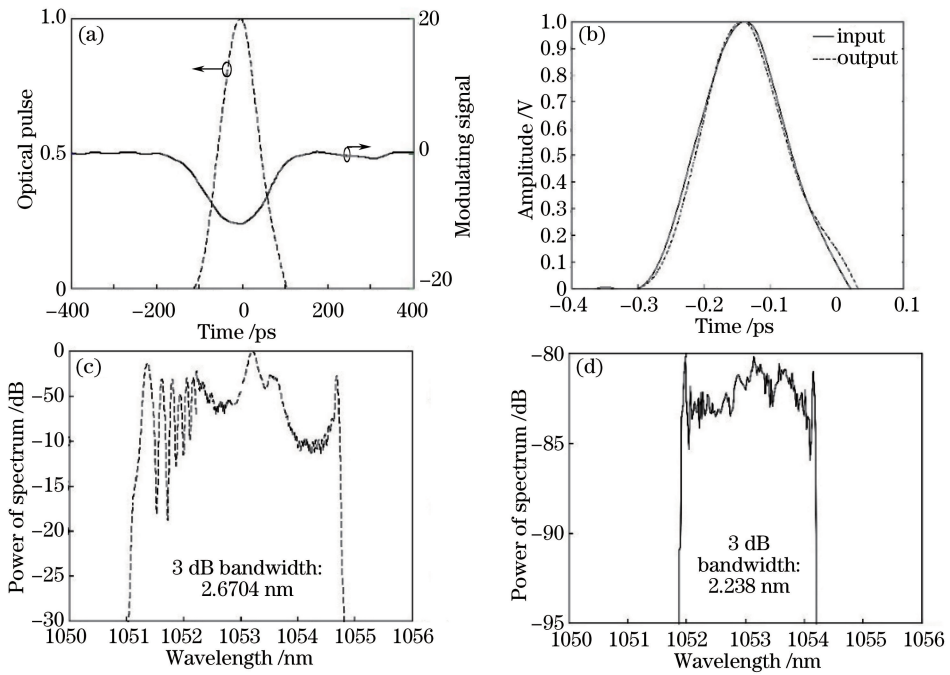 (a)
1.0
0.5
0
Optical pulse
20
0
−20
Modulating signal
−400
−200
0
200
400
Time /ps
(b)
input
output
1.0
0.9
0.8
0.7
0.6
0.5
0.4
0.3
0.2
0.1
0
Amplitude /V
−0.4
−0.3
−0.2
−0.1
0
0.1
Time /ps
(c)
0
−50
−10
−15
−20
−25
−30
Power of spectrum /dB
3 dB bandwidth:
2.6704 nm
1050
1051
1052
1053
1054
1055
1056
Wavelength /nm
(d)
−80
−85
−90
−95
Power of spectrum /dB
3 dB
bandwidth:
2.238 nm
1050
1051
1052
1053
1054
1055
1056
Wavelength /nm